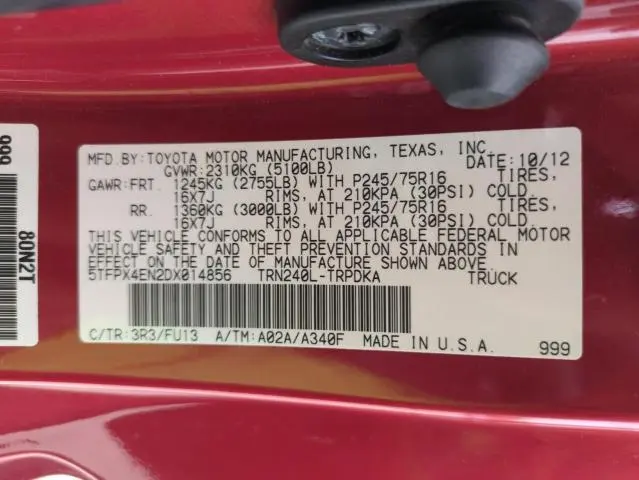 MFD.BY:TOYOTA MOTOR MANUFACTURING, TEXAS, INC.
GVWR:2310KG (5100LB) DATE:10/12
GAWR:FRT. 1245KG (2755LB) WITH P245/75R16 TIRES,
16X7J RIMS, AT 210KPA (30PSI) COLD.
RR. 1360KG (3000LB) WITH P245/75R16 TIRES,
16X7J RIMS, AT 210KPA (30PSI) COLD.
THIS VEHICLE CONFORMS TO ALL APPLICABLE FEDERAL MOTOR
VEHICLE SAFETY AND THEFT PREVENTION STANDARDS IN
EFFECT ON THE DATE OF MANUFACTURE SHOWN ABOVE.
5TFPX4EN2DX014856 TRN240L-TRPDKA TRUCK
C/TR:3R3/FU13 A/TM:A02A/A340F MADE IN U.S.A. 999
999
80N2T